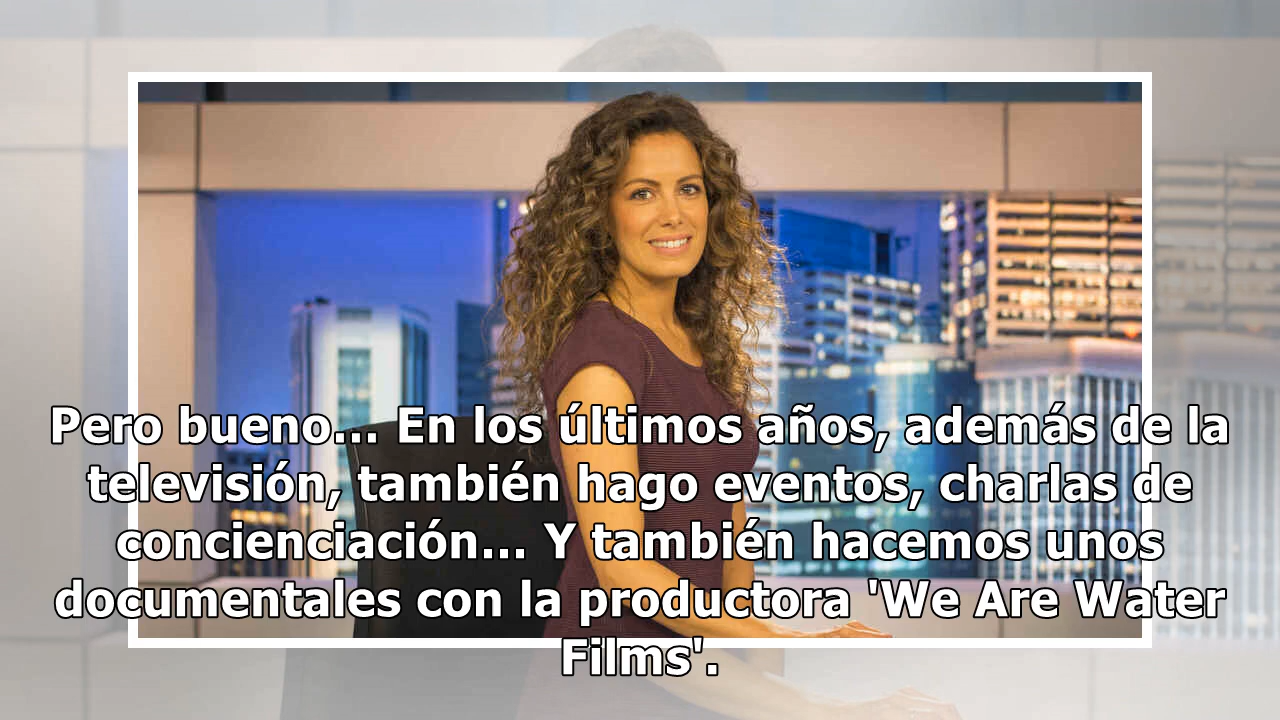 Pero bueno... En los últimos años, además de la
televisión, también hago eventos, charlas de
concienciación... Y también hacemos unos
documentales con la productora 'We Are Water
Films'.